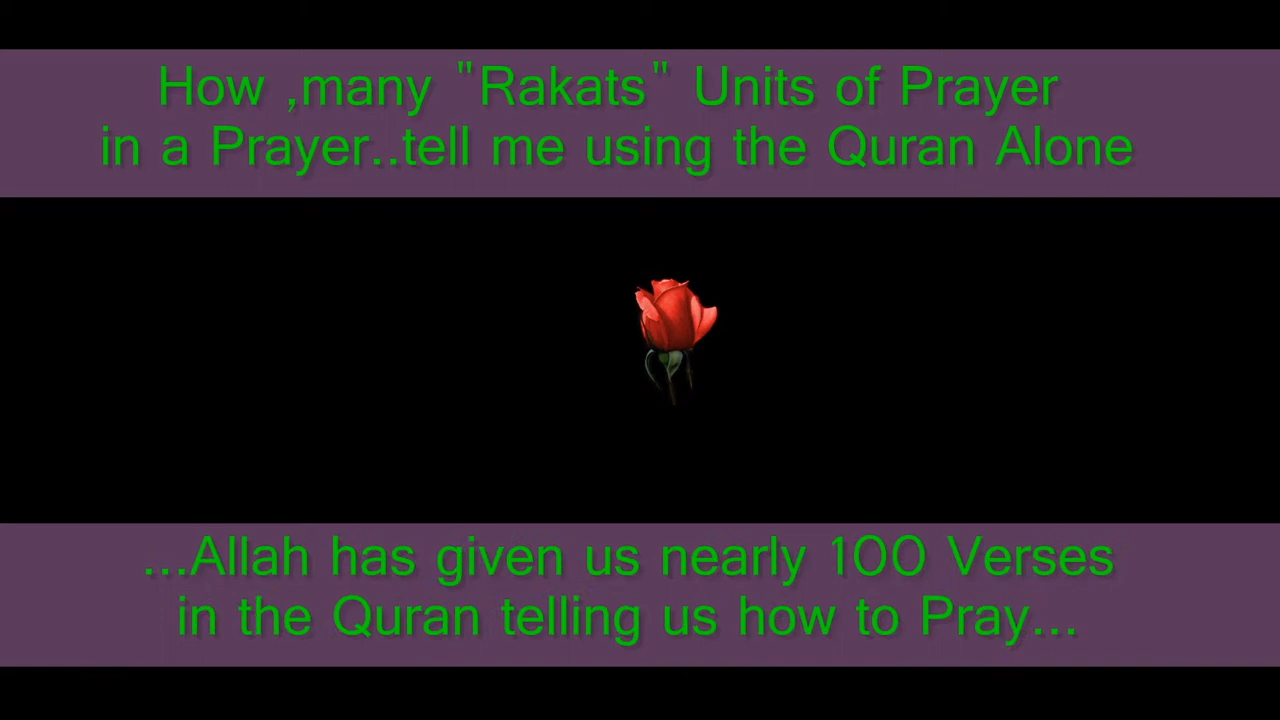 How ,many "Rakats" Units of Prayer
in a Prayer..tell me using the Quran Alone
...Allah has given us nearly 100 Verses
in the Quran telling us how to Pray...